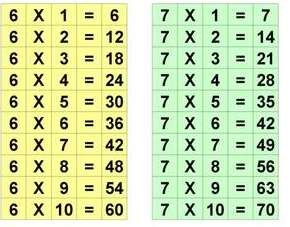 6 X 1 = 6
6 X 2 = 12
6 X 3 = 18
6 X 4 = 24
6 X 5 = 30
6 X 6 = 36
6 X 7 = 42
6 X 8 = 48
6 X 9 = 54
6 X 10 = 60
7 X 1 = 7
7 X 2 = 14
7 X 3 = 21
7 X 4 = 28
7 X 5 = 35
7 X 6 = 42
7 X 7 = 49
7 X 8 = 56
7 X 9 = 63
7 X 10 = 70